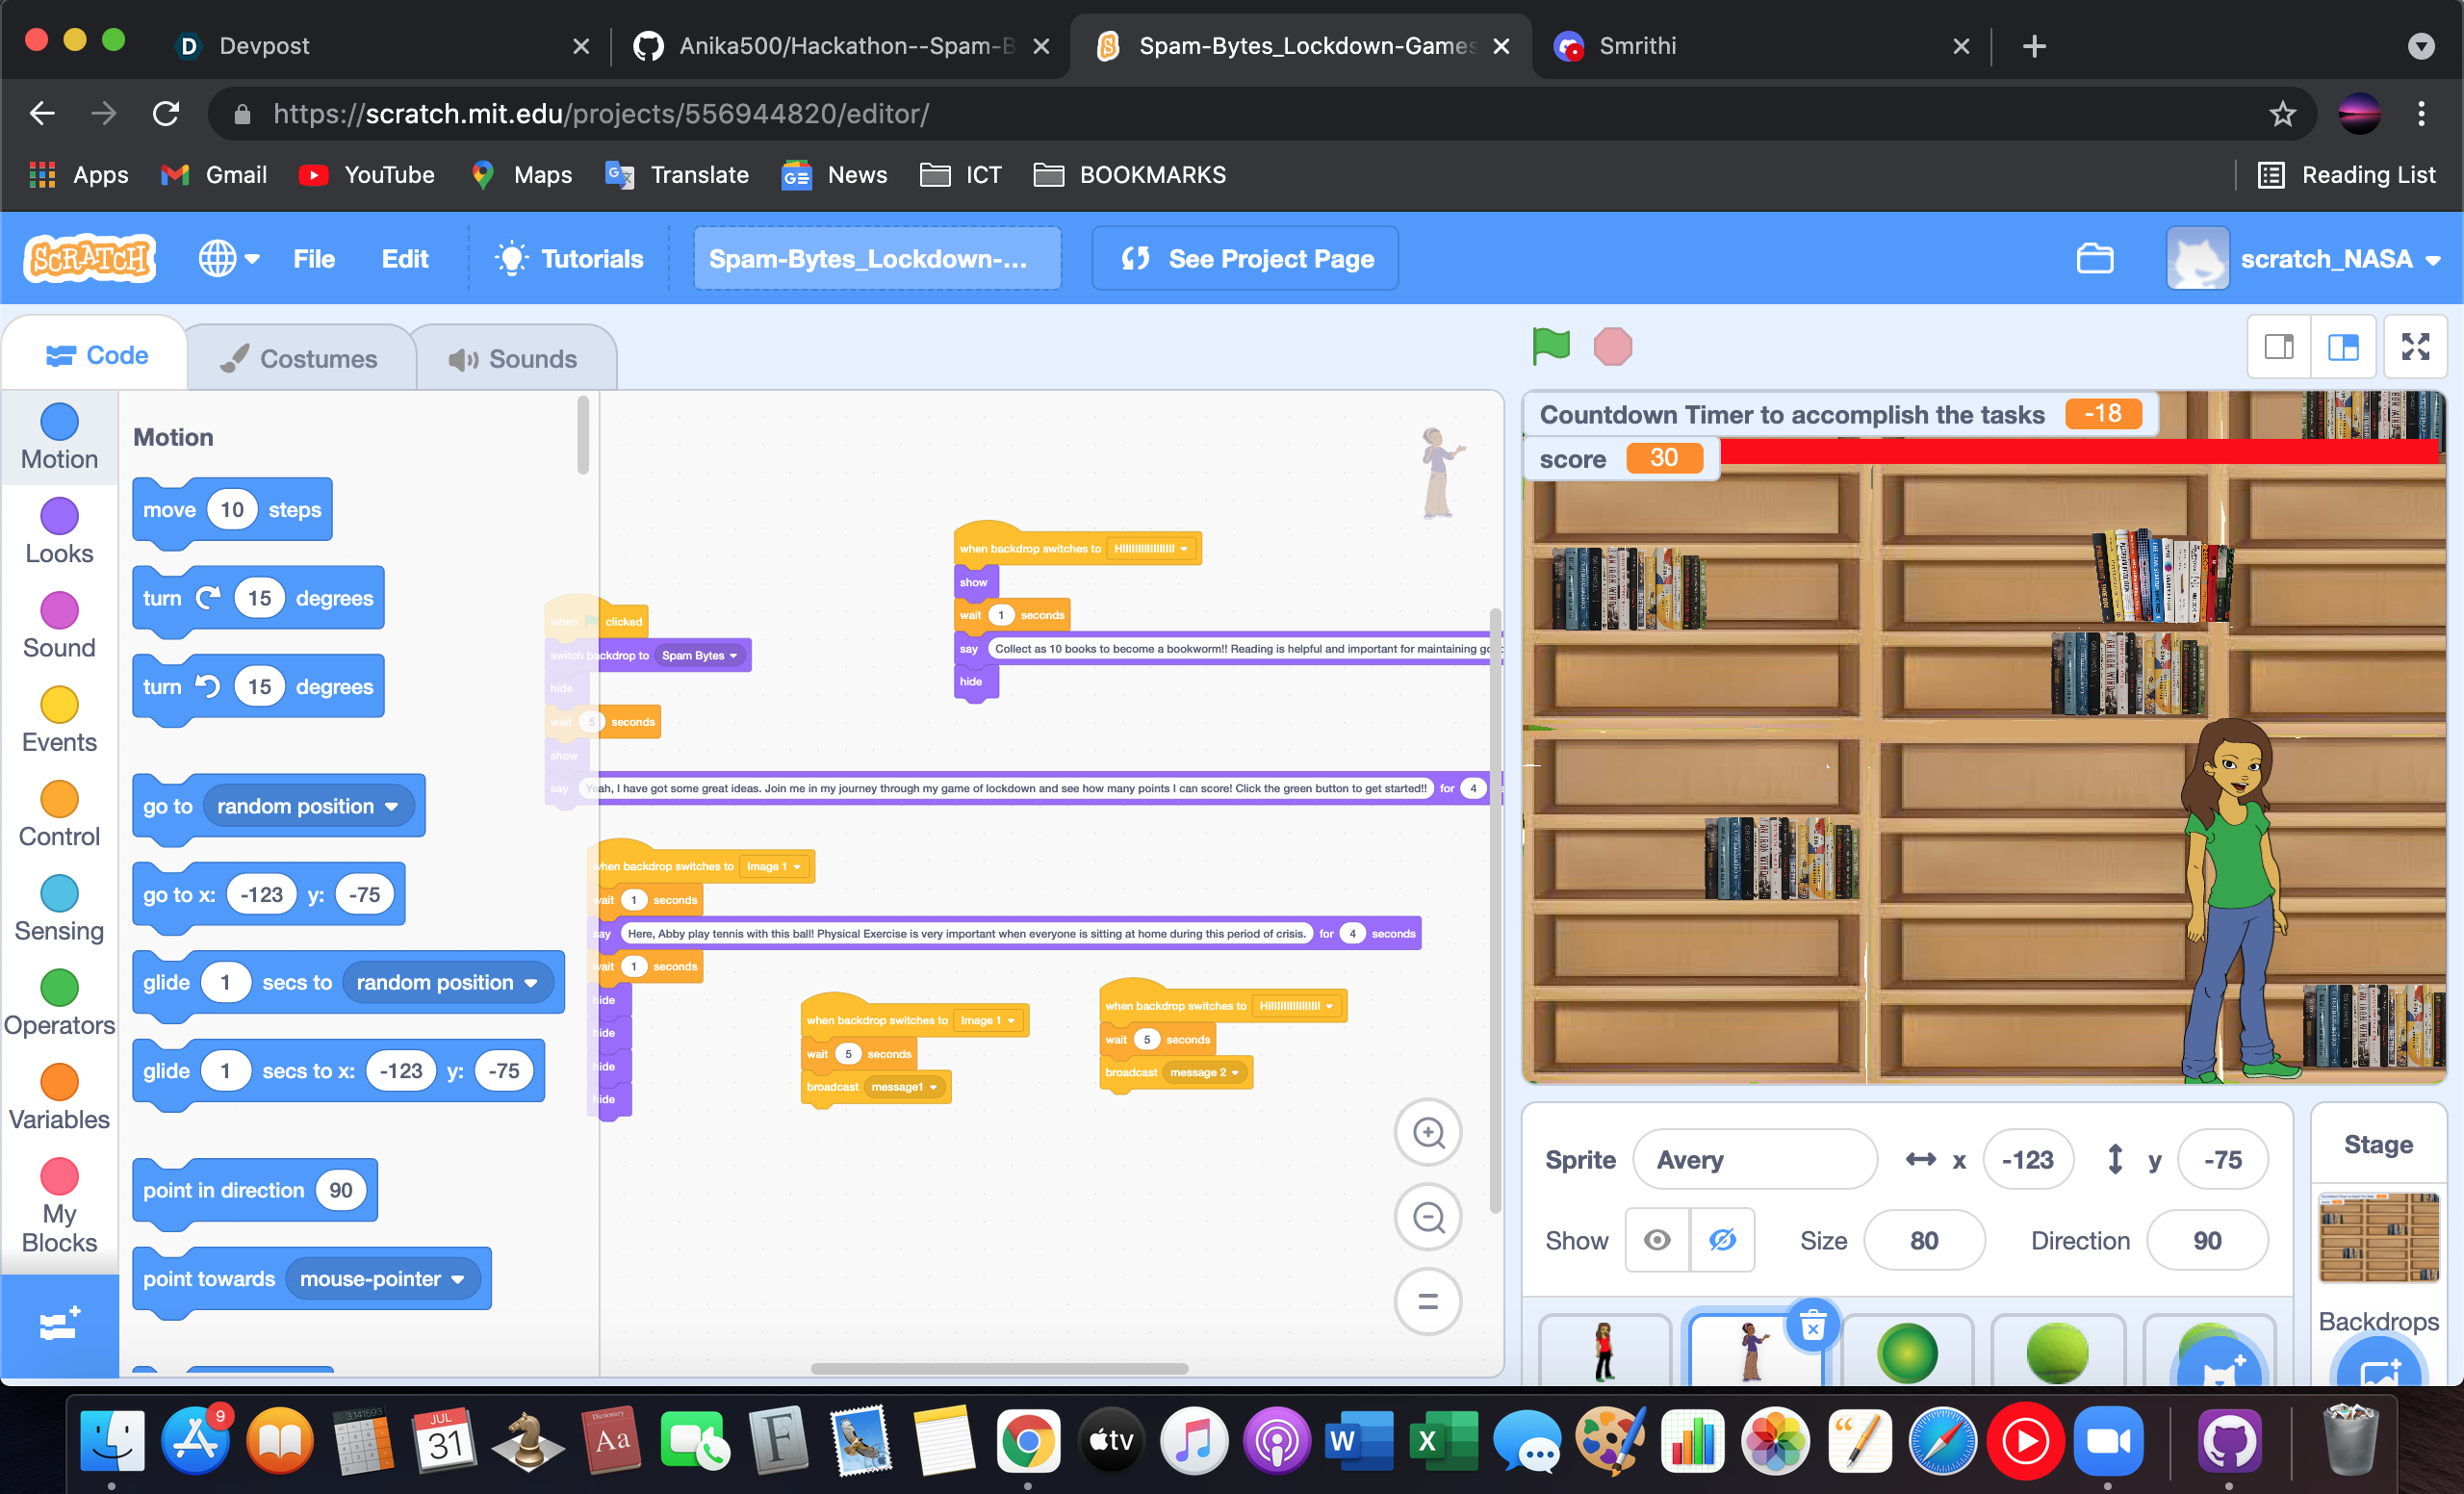 Devpost
Anika500/Hackathon--Spam-B
Spam-Bytes_Lockdown-Games
Smrithi
https://scratch.mit.edu/projects/556944820/editor/
Apps Gmail YouTube Maps Translate News ICT BOOKMARKS Reading List
SCRATCH File Edit Tutorials Spam-Bytes_Lockdown-... See Project Page scratch_NASA
Code Costumes Sounds
Motion
Looks
Sound
Events
Control
Sensing
Operators
Variables
My
Blocks
Motion
move 10 steps
turn 15 degrees
turn 15 degrees
go to random position
go to x: -123 y: -75
glide 1 secs to random position
glide 1 secs to x: -123 y: -75
point in direction 90
point towards mouse-pointer
when clicked
switch backdrop to Spam Bytes
hide
wait 5 seconds
show
say Yeah, I have got some great ideas. Join me in my journey through my game of lockdown and see how many points I can score! Click the green button to get started!! for 4
when backdrop switches to
show
wait 1 seconds
say Collect as 10 books to become a bookworm!! Reading is helpful and important for maintaining
hide
when backdrop switches to Image 1
wait 1 seconds
say Here, Abby play tennis with this ball! Physical Exercise is very important when everyone is sitting at home during this period of crisis. for 4 seconds
wait 1 seconds
hide
hide
hide
hide
when backdrop switches to Image 1
wait 5 seconds
broadcast message1
when backdrop switches to
wait 5 seconds
broadcast message 2
Countdown Timer to accomplish the tasks -18
score 30
Sprite Avery x -123 y -75
Show Size 80 Direction 90
Stage
Backdrops
9
3141593
JUL
31
Dictionary
Aa
F
tv
W
X